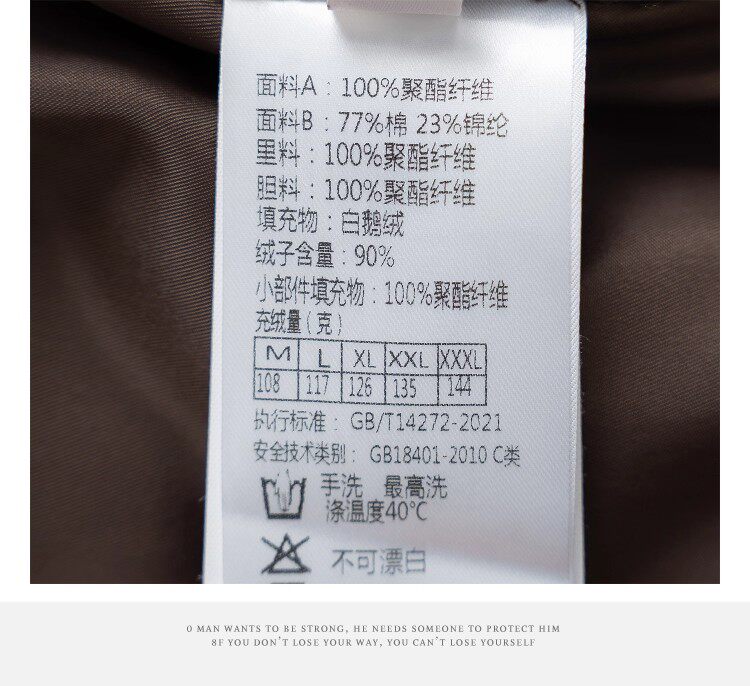 面料A：100%聚酯纤维
面料B：77%棉 23%锦纶
里料：100%聚酯纤维
胆料：100%聚酯纤维
填充物：白鹅绒
绒子含量：90%
小部件填充物：100%聚酯纤维
充绒量(克)
M L XL XXL XXXL
108 117 126 135 144
执行标准：GB/T14272-2021
安全技术类别：GB18401-2010 C类
手洗 最高洗
涤温度40℃
不可漂白
0 MAN WANTS TO BE STRONG, HE NEEDS SOMEONE TO PROTECT HIM
8F YOU DON'T LOSE YOUR WAY, YOU CAN'T LOSE YOURSELF